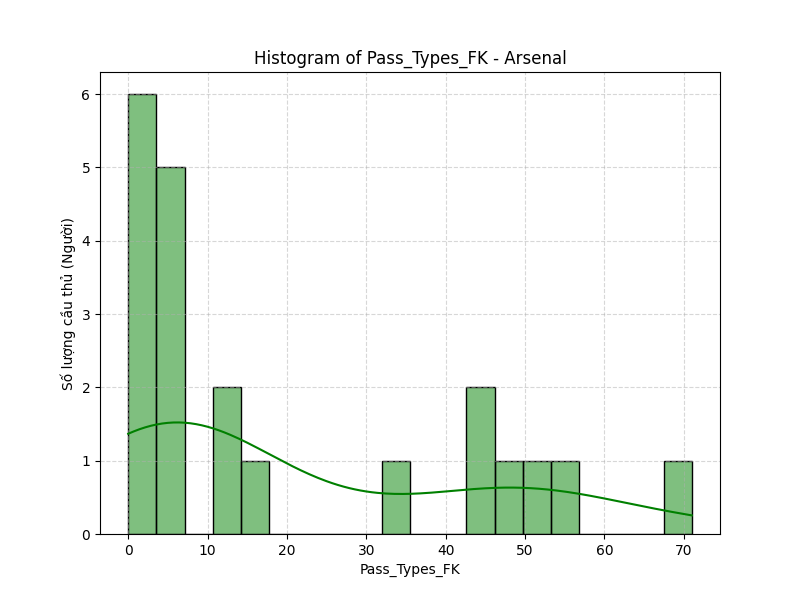 Histogram of Pass_Types_FK - Arsenal
Số lượng cầu thủ (Người)
6
5
4
3
2
1
0
0 10 20 30 40 50 60 70
Pass_Types_FK